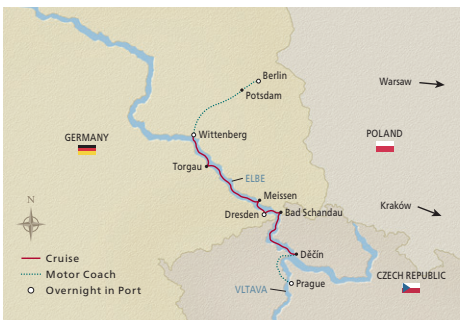 Berlin
Potsdam
Warsaw
Wittenberg
GERMANY
POLAND
Torgau
ELBE
Meissen
N
Dresden
Bad Schandau
Kraków
Cruise
Děčín
Motor Coach
CZECH REPUBLIC
Overnight in Port
VLTAVA
Prague